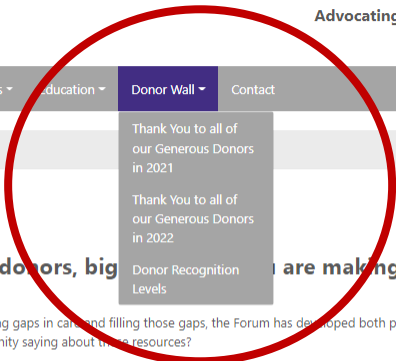 Advocating
Education Donor Wall Contact
Thank You to all of
our Generous Donors
in 2021
Thank You to all of
our Generous Donors
in 2022
Donor Recognition
Levels
donors, big are making
gaps in care and filling those gaps, the Forum has developed both
saying about these resources?